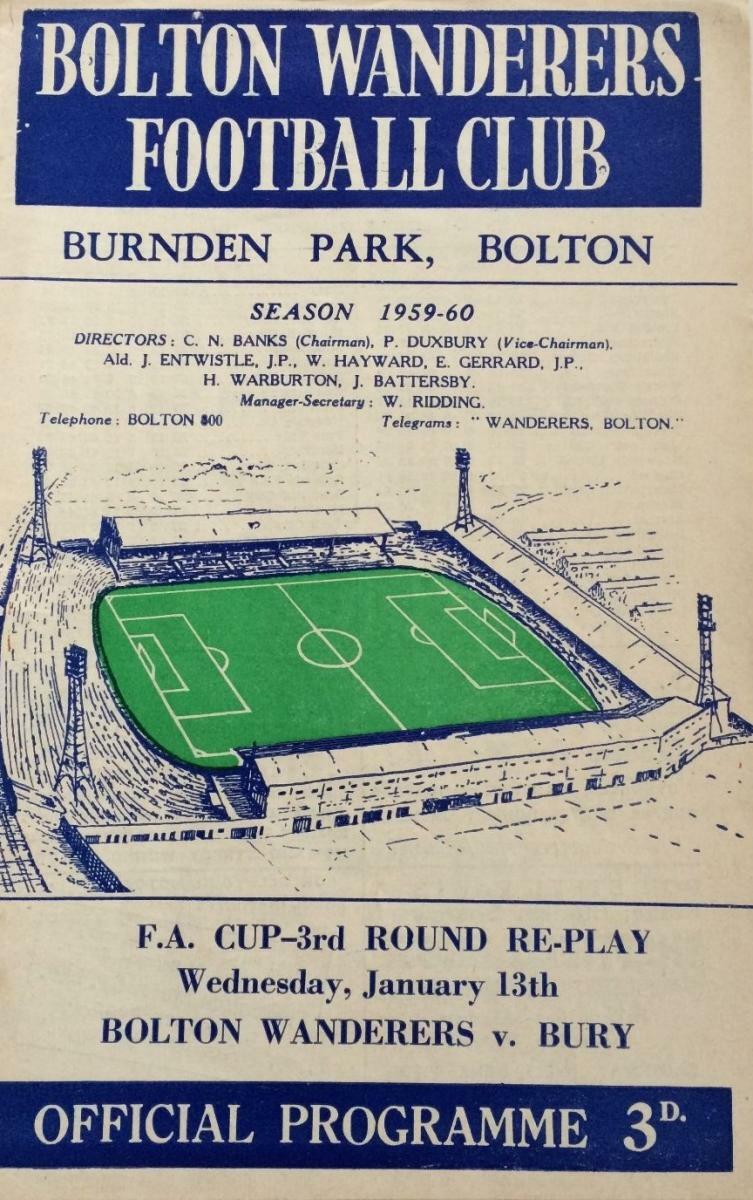 BOLTON WANDERERS
FOOTBALL CLUB
BURNDEN PARK, BOLTON
SEASON 1959-60
DIRECTORS: C. N. BANKS (Chairman), P. DUXBURY (Vice-Chairman),
Ald. J. ENTWISTLE, J.P., W. HAYWARD, E. GERRARD, J.P.,
H. WARBURTON, J. BATTERSBY.
Manager-Secretary: W. RIDDING.
Telephone: BOLTON 800 Telegrams: "WANDERERS, BOLTON."
F.A. CUP-3rd ROUND RE-PLAY
Wednesday, January 13th
BOLTON WANDERERS v. BURY
OFFICIAL PROGRAMME 3D.